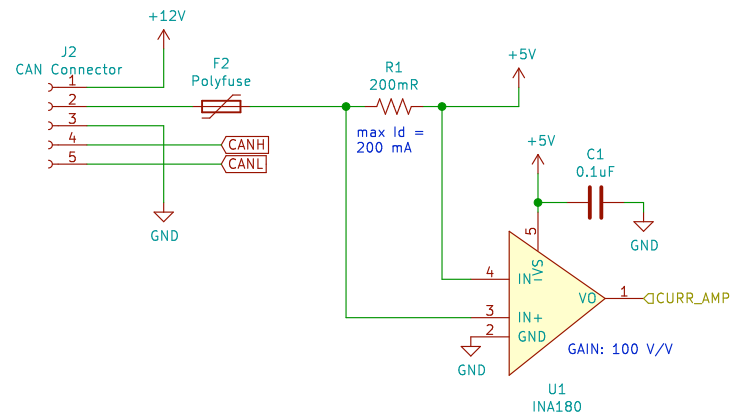 +12V
J2
CAN Connector
1
2
3
4
5
F2
Polyfuse
CANH
CANL
GND
R1
200mR
max Id =
200 mA
+5V
+5V
C1
0.1uF
GND
5
VS
4
IN-
3
IN+
2
GND
GND
VO
1
CURR_AMP
GAIN: 100 V/V
U1
INA180